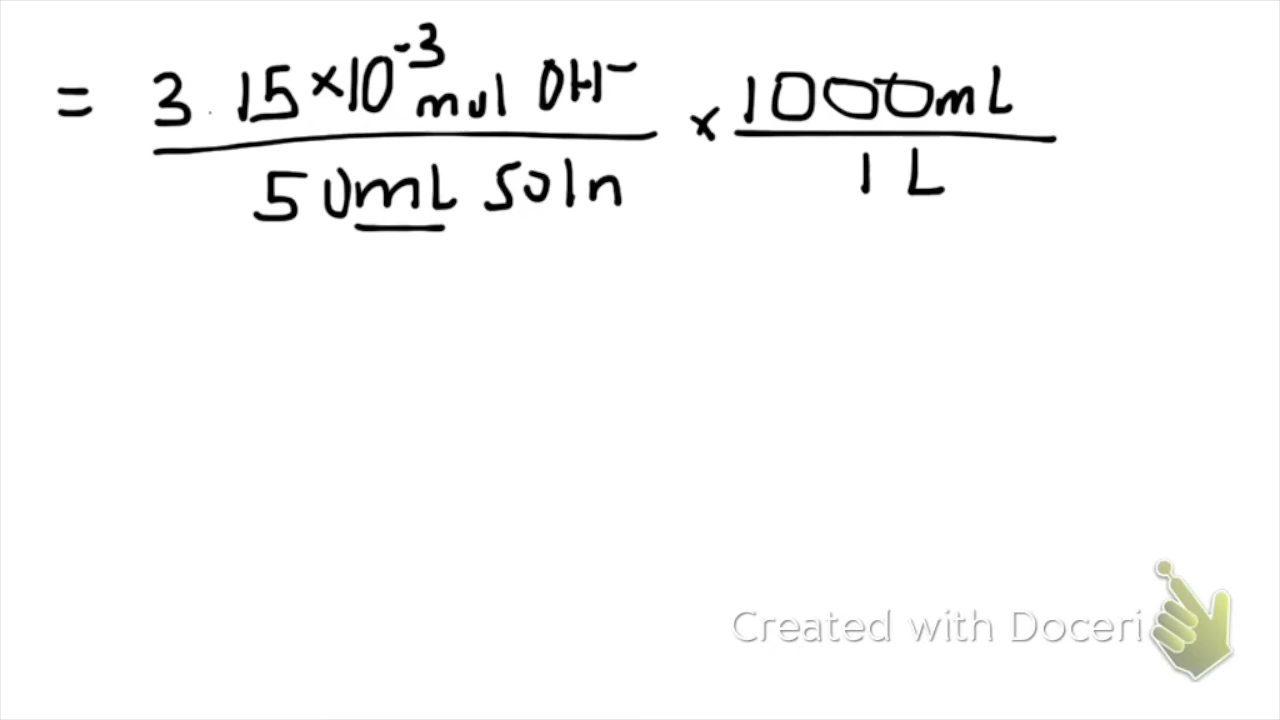 = 3.15×10⁻³ mol OH⁻ × 1000mL
50mL soln 1 L
Created with Doceri